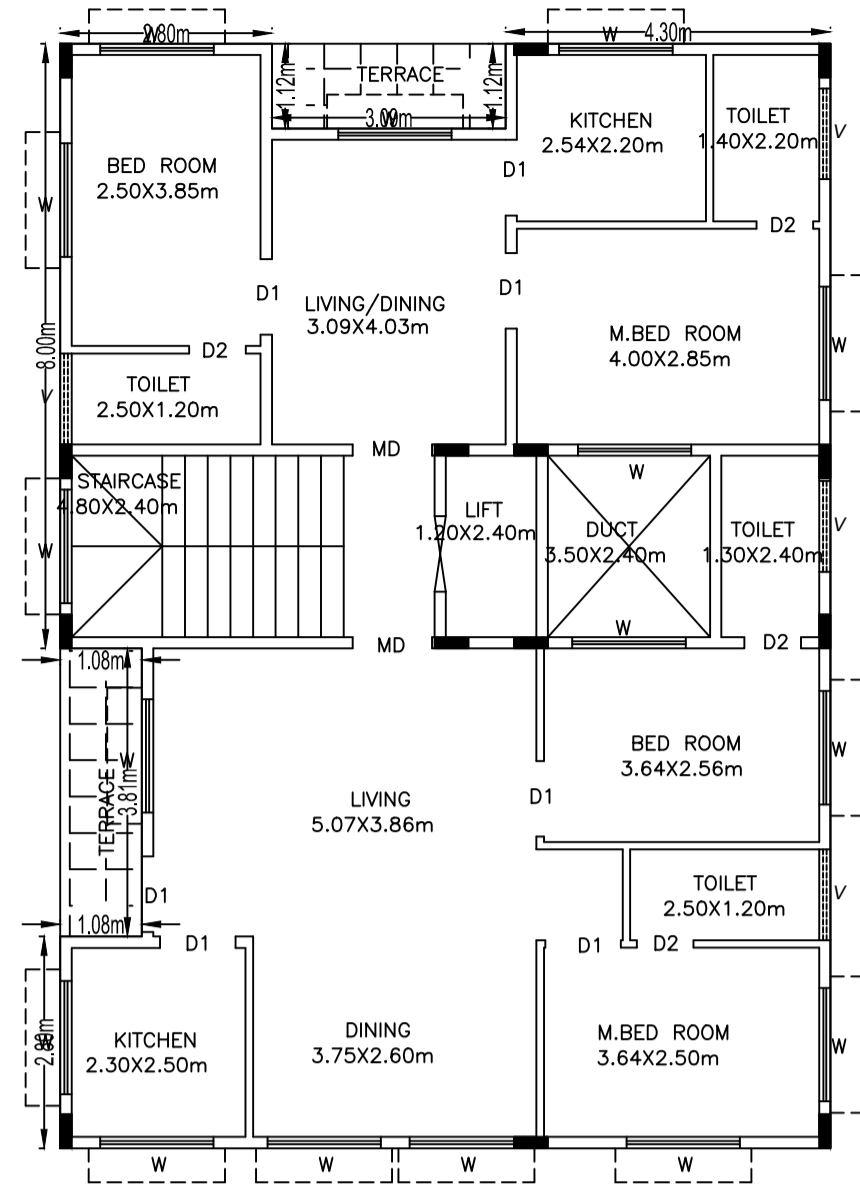 2.80m
W
W
4.30m
1.12m
TERRACE
1.12m
3.09m
W
KITCHEN
2.54X2.20m
TOILET
1.40X2.20m
V
BED ROOM
2.50X3.85m
W
D1
D2
D1
LIVING/DINING
3.09X4.03m
D1
M.BED ROOM
4.00X2.85m
W
8.00m
D2
TOILET
2.50X1.20m
V
MD
STAIRCASE
4.80X2.40m
W
LIFT
1.20X2.40m
W
DUCT
3.50X2.40m
W
TOILET
1.30X2.40m
V
MD
D2
1.08m
TERRACE
3.81m
W
BED ROOM
3.64X2.56m
W
LIVING
5.07X3.86m
D1
D1
TOILET
2.50X1.20m
V
1.08m
D1
D1
D2
W
KITCHEN
2.30X2.50m
DINING
3.75X2.60m
M.BED ROOM
3.64X2.50m
W
W
W
W
W